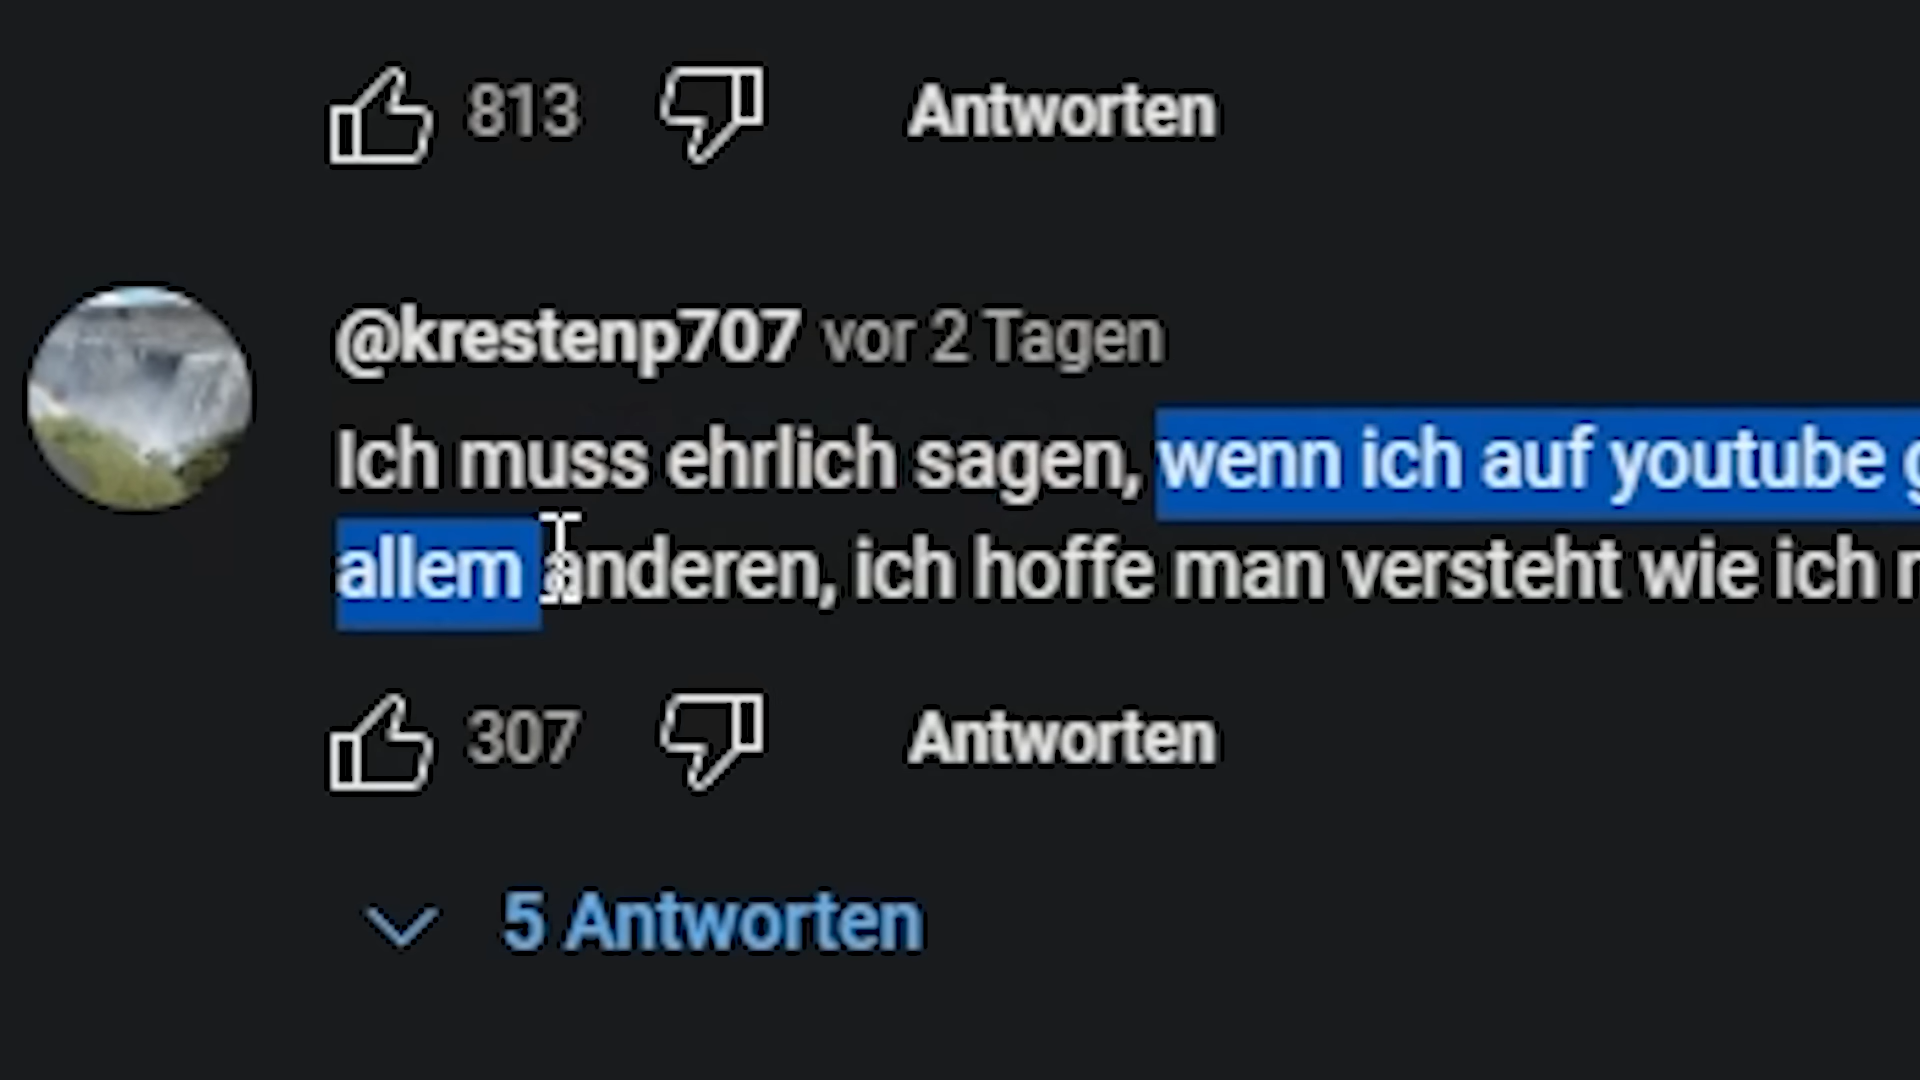 813 Antworten
@krestenp707 vor 2 Tagen
Ich muss ehrlich sagen, wenn ich auf youtube
allem anderen, ich hoffe man versteht wie ich
307 Antworten
5 Antworten